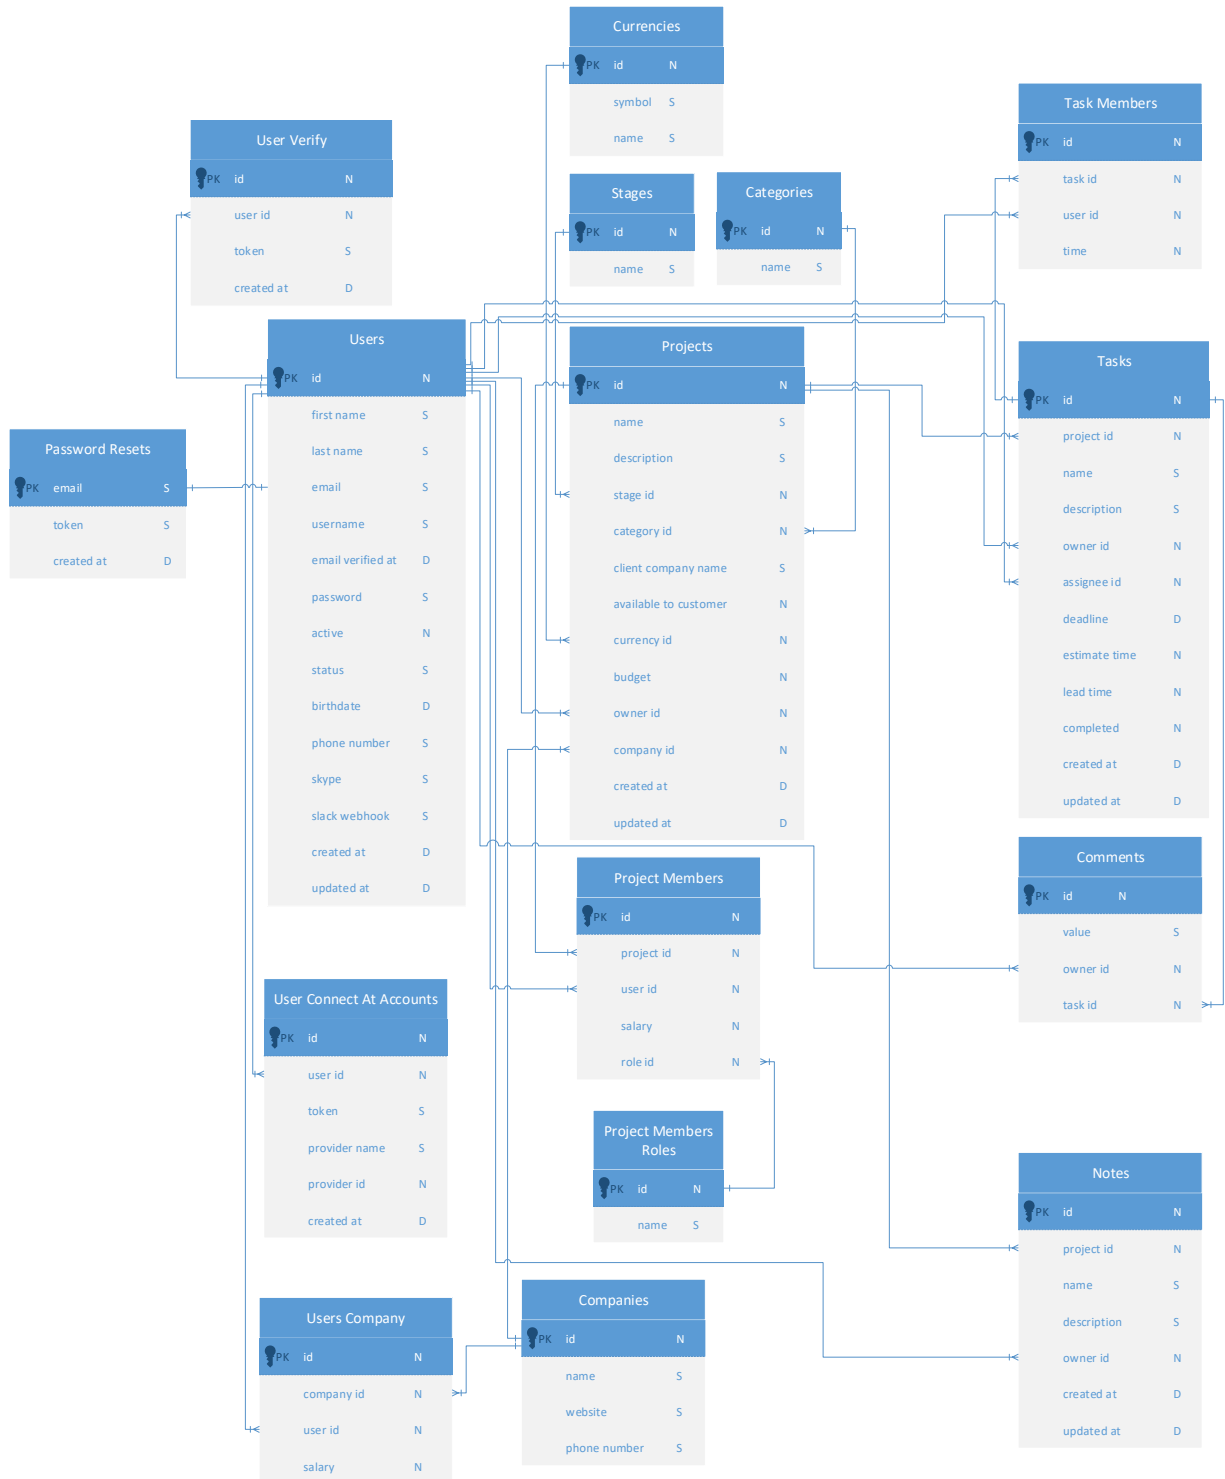 Currencies
PK id N
symbol S
name S
Task Members
PK id N
task id N
user id N
time N
User Verify
PK id N
user id N
token S
created at D
Stages
PK id N
name S
Categories
PK id N
name S
Users
PK id N
first name S
last name S
email S
username S
email verified at D
password S
active N
status S
birthdate D
phone number S
skype S
slack webhook S
created at D
updated at D
Projects
PK id N
name S
description S
stage id N
category id N
client company name S
available to customer N
currency id N
budget N
owner id N
company id N
created at D
updated at D
Tasks
PK id N
project id N
name S
description S
owner id N
assignee id N
deadline D
estimate time N
lead time N
completed N
created at D
updated at D
Password Resets
PK email S
token S
created at D
Comments
PK id N
value S
owner id N
task id N
Project Members
PK id N
project id N
user id N
salary N
role id N
User Connect At Accounts
PK id N
user id N
token S
provider name S
provider id N
created at D
Project Members
Roles
PK id N
name S
Notes
PK id N
project id N
name S
description S
owner id N
created at D
updated at D
Users Company
PK id N
company id N
user id N
salary N
Companies
PK id N
name S
website S
phone number S